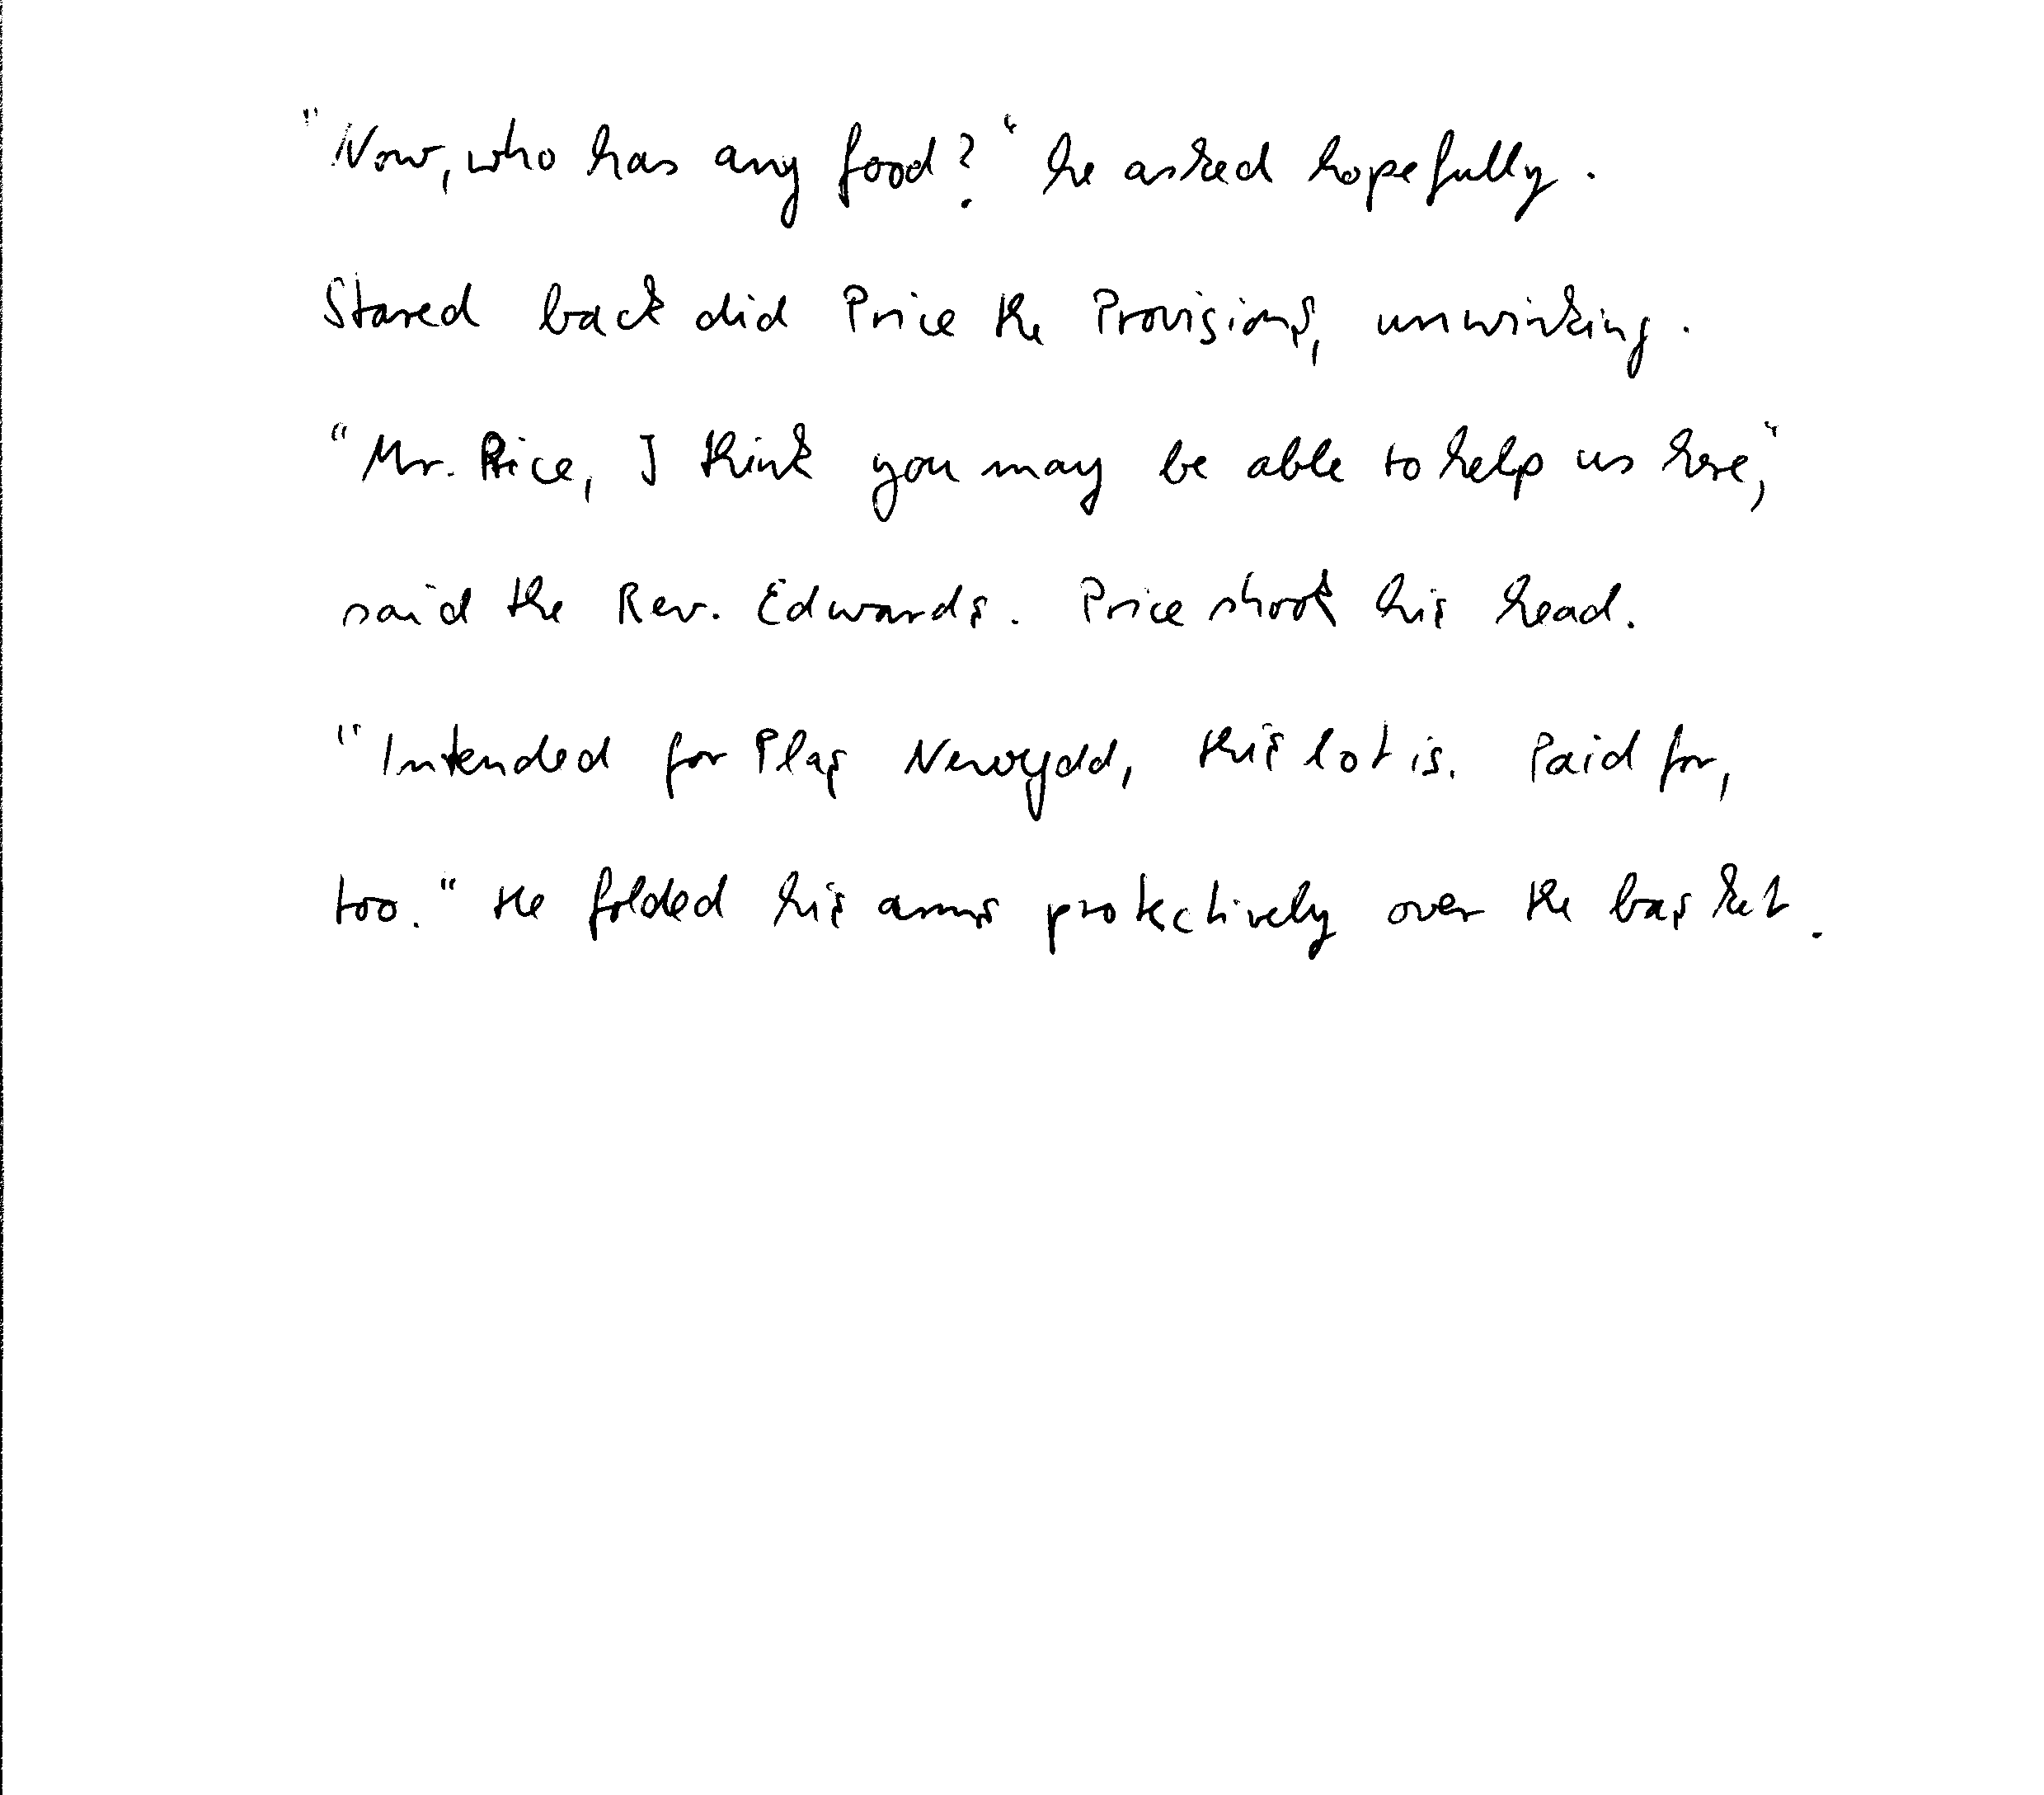 "Now, who has any food?" he asked hopefully.
Stared back did Price the Provisions, unwinking.
"Mr. Price, I think you may be able to help us here,"
said the Rev. Edwards. Price shook his head.
"Intended for Plas Newydd, this lot is. Paid for,
too." He folded his arms protectively over the basket.